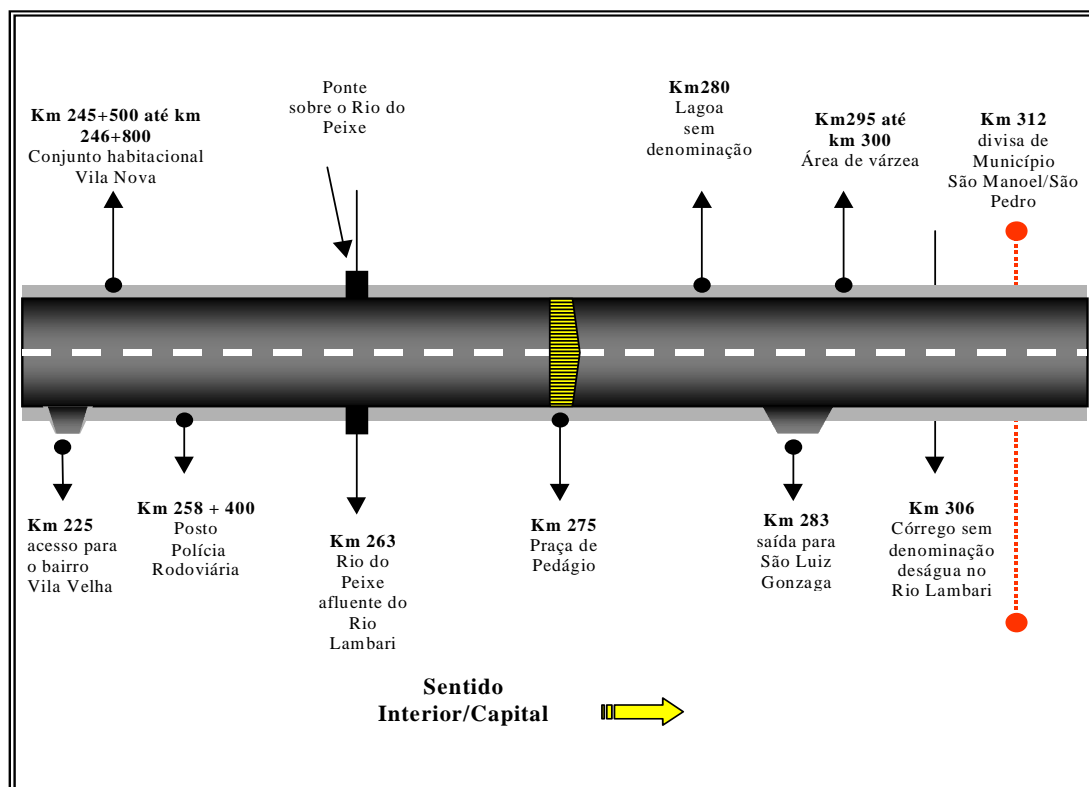 Km 245+500 até km
246+800
Conjunto habitacional
Vila Nova
Ponte
sobre o Rio do
Peixe
Km280
Lagoa
sem
denominação
Km295 até
km 300
Área de várzea
Km 312
divisa de
Município
São Manoel/São
Pedro
Km 225
acesso para
o bairro
Vila Velha
Km 258 + 400
Posto
Polícia
Rodoviária
Km 263
Rio do
Peixe
afluente do
Rio
Lambari
Km 275
Praça de
Pedágio
Km 283
saída para
São Luiz
Gonzaga
Km 306
Córrego sem
denominação
deságua no
Rio Lambari
Sentido
Interior/Capital